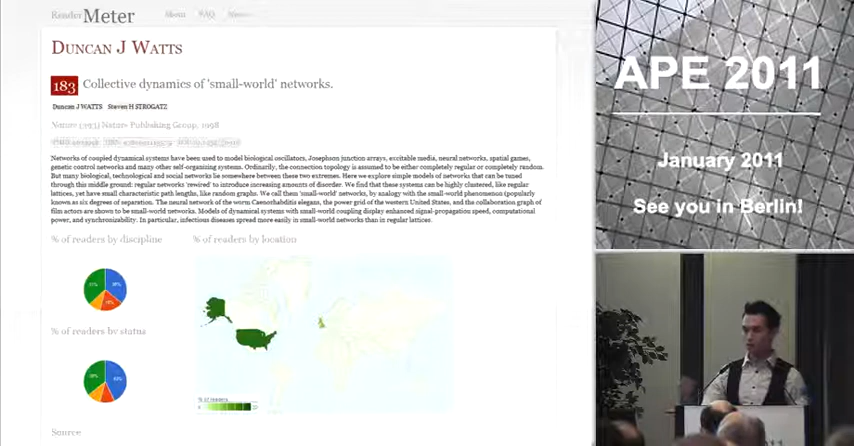 Reader Meter About FAQ
DUNCAN J WATTS
183 Collective dynamics of 'small-world' networks.
Duncan J WATTS Steven H STROGATZ
Nature Publishing Group, 1998
Networks of coupled dynamical systems have been used to model biological oscillators, Josephson junction arrays, excitable media, neural networks, spatial games,
genetic control networks and many other self-organizing systems. Ordinarily, the connection topology is assumed to be either completely regular or completely random.
But many biological, technological and social networks lie somewhere between these two extremes. Here we explore simple models of networks that can be tuned
through this middle ground: regular networks 'rewired' to introduce increasing amounts of disorder. We find that these systems can be highly clustered, like regular
lattices, yet have small characteristic path lengths, like random graphs. We call them 'small-world' networks, by analogy with the small-world phenomenon (popularly
known as six degrees of separation. The neural network of the worm Caenorhabditis elegans, the power grid of the western United States, and the collaboration graph of
film actors are shown to be small-world networks. Models of dynamical systems with small-world coupling display enhanced signal-propagation speed, computational
power, and synchronizability. In particular, infectious diseases spread more easily in small-world networks than in regular lattices.
% of readers by discipline
% of readers by location
% of readers by status
% of readers
Source
APE 2011
January 2011
See you in Berlin!